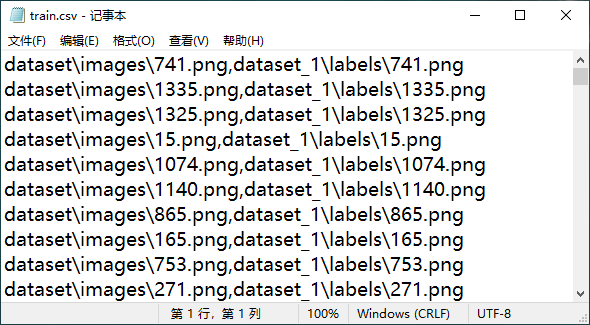 train.csv - 记事本
文件(F) 编辑(E) 格式(O) 查看(V) 帮助(H)
dataset\images\741.png,dataset_1\labels\741.png
dataset\images\1335.png,dataset_1\labels\1335.png
dataset\images\1325.png,dataset_1\labels\1325.png
dataset\images\15.png,dataset_1\labels\15.png
dataset\images\1074.png,dataset_1\labels\1074.png
dataset\images\1140.png,dataset_1\labels\1140.png
dataset\images\865.png,dataset_1\labels\865.png
dataset\images\165.png,dataset_1\labels\165.png
dataset\images\753.png,dataset_1\labels\753.png
dataset\images\271.png,dataset_1\labels\271.png
第 1 行，第 1 列 100% Windows (CRLF) UTF-8